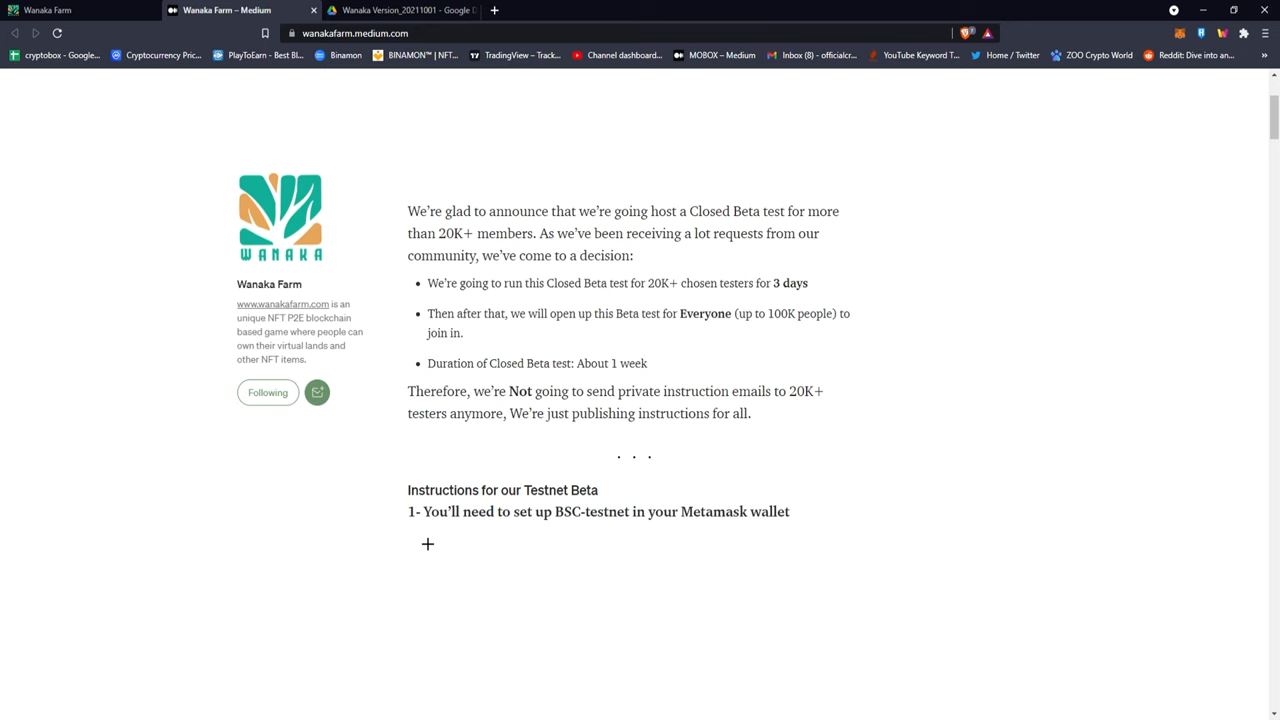 Wanaka Farm
Wanaka Farm – Medium
Wanaka Version_20211001 - Google D
wanakafarm.medium.com
cryptobox - Google...
Cryptocurrency Pric...
PlayToEarn - Best Bl...
Binamon
BINAMON™ | NFT...
TradingView – Track...
Channel dashboard...
MOBOX – Medium
Inbox (8) - officialcr...
YouTube Keyword T...
Home / Twitter
ZOO Crypto World
Reddit: Dive into an...
WANAKA
Wanaka Farm
www.wanakafarm.com is an
unique NFT P2E blockchain
based game where people can
own their virtual lands and
other NFT items.
Following
We're glad to announce that we're going host a Closed Beta test for more
than 20K+ members. As we've been receiving a lot requests from our
community, we've come to a decision:
• We're going to run this Closed Beta test for 20K+ chosen testers for 3 days
• Then after that, we will open up this Beta test for Everyone (up to 100K people) to
join in.
• Duration of Closed Beta test: About 1 week
Therefore, we're Not going to send private instruction emails to 20K+
testers anymore, We're just publishing instructions for all.
. . .
Instructions for our Testnet Beta
1- You'll need to set up BSC-testnet in your Metamask wallet